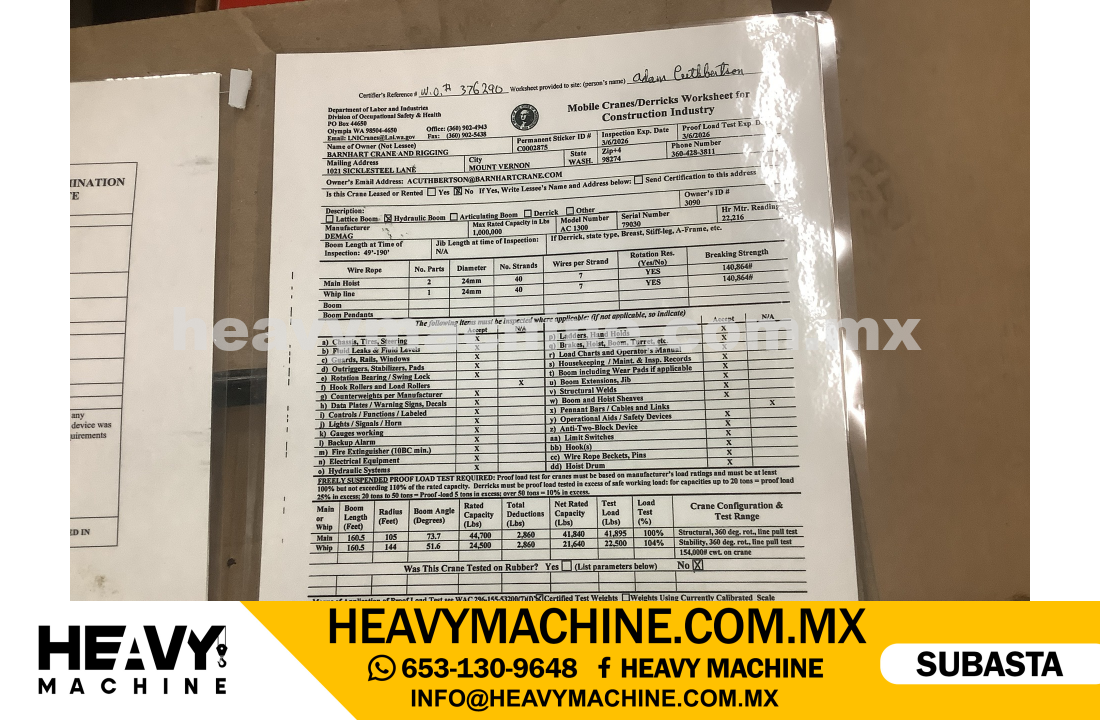 Certifier's Reference # W.O.# 376290 Worksheet provided to site: (person's name) Adam Cuthbertson
Department of Labor and Industries
Division of Occupational Safety & Health
PO Box 44650
Olympia WA 98504-4650 Office: (360) 902-4943
Email: LNICranes@Lni.wa.gov Fax: (360) 902-5438
Mobile Cranes/Derricks Worksheet for
Construction Industry
Name of Owner (Not Lessee) Permanent Sticker ID # Inspection Exp. Date Proof Load Test Exp. D
BARNHART CRANE AND RIGGING C0002875 3/6/2026 3/6/2026
Mailing Address City State Zip+4 Phone Number
1021 SICKLESTEEL LANE MOUNT VERNON WASH. 98274 360-428-3811
Owner's Email Address: ACUTHBERTSON@BARNHARTCRANE.COM Send Certification to this address
Is this Crane Leased or Rented Yes No If Yes, Write Lessee's Name and Address below:
Owner's ID #
3090
Description:
Lattice Boom Hydraulic Boom Articulating Boom Derrick Other
Manufacturer Max Rated Capacity in Lbs Model Number Serial Number Hr Mtr. Reading
DEMAG 1,000,000 AC 1300 79030 22,216
Boom Length at Time of Jib Length at time of Inspection: If Derrick, state type, Breast, Stiff-leg, A-Frame, etc.
Inspection: 49'-190' N/A
Wire Rope No. Parts Diameter No. Strands Wires per Strand Rotation Res. (Yes/No) Breaking Strength
Main Hoist 2 24mm 40 7 YES 140,864#
Whip line 1 24mm 40 7 YES 140,864#
Boom
Boom Pendants
The following items must be inspected where applicable: (if not applicable, so indicate)
Accept N/A Accept N/A
a) Chassis, Tires, Steering X
b) Fluid Leaks & Fluid Levels X
c) Guards, Rails, Windows X
d) Outriggers, Stabilizers, Pads X
e) Rotation Bearing / Swing Lock X
f) Hook Rollers and Load Rollers X
g) Counterweights per Manufacturer X
h) Data Plates / Warning Signs, Decals X
i) Controls / Functions / Labeled X
j) Lights / Signals / Horn X
k) Gauges working X
l) Backup Alarm X
m) Fire Extinguisher (10BC min.) X
n) Electrical Equipment X
o) Hydraulic Systems X
p) Ladders, Hand Holds X
q) Brakes, Hoist, Boom, Turret, etc. X
r) Load Charts and Operator's Manual X
s) Housekeeping / Maint. & Insp. Records X
t) Boom including Wear Pads if applicable X
u) Boom Extensions, Jib X
v) Structural Welds X
w) Boom and Hoist Sheaves X
x) Pennant Bars / Cables and Links X
y) Operational Aids / Safety Devices X
z) Anti-Two-Block Device X
aa) Limit Switches X
bb) Hook(s) X
cc) Wire Rope Beckets, Pins X
dd) Hoist Drum X
FREELY SUSPENDED PROOF LOAD TEST REQUIRED: Proof load test for cranes must be based on manufacturer's load ratings and must be at least
100% but not exceeding 110% of the rated capacity. Derricks must be proof load tested in excess of safe working load: for capacities up to 20 tons = proof load
25% in excess; 20 tons to 50 tons = Proof -load 5 tons in excess; over 50 tons = 10% in excess.
Main or Whip Boom Length (Feet) Radius (Feet) Boom Angle (Degrees) Rated Capacity (Lbs) Total Deductions (Lbs) Net Rated Capacity (Lbs) Test Load (Lbs) Load Test (%) Crane Configuration & Test Range
Main 160.5 105 73.7 44,700 2,860 41,840 41,895 100% Structural, 360 deg. rot., line pull test
Whip 160.5 144 51.6 24,500 2,860 21,640 22,500 104% Stability, 360 deg. rot., line pull test
154,000# cwt. on crane
Was This Crane Tested on Rubber? Yes (List parameters below) No X
WAC 296-155-53200(7)(f) Certified Test Weights Weights Using Currently Calibrated Scale
INATION
E
any
device was
uirements
ED IN
heavymachine.com.mx
HEAVY
MACHINE
HEAVYMACHINE.COM.MX
653-130-9648 f HEAVY MACHINE
INFO@HEAVYMACHINE.COM.MX
SUBASTA